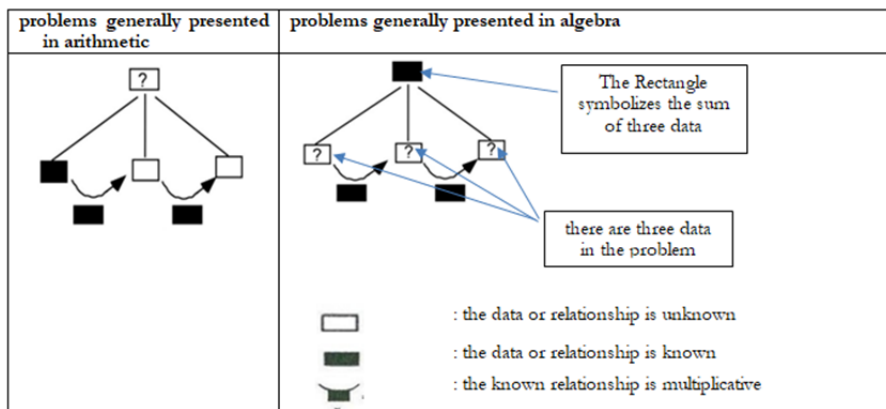 problems generally presented
in arithmetic
problems generally presented in algebra
?
?
?
?
?
The Rectangle
symbolizes the sum
of three data
there are three data
in the problem
: the data or relationship is unknown
: the data or relationship is known
: the known relationship is multiplicative